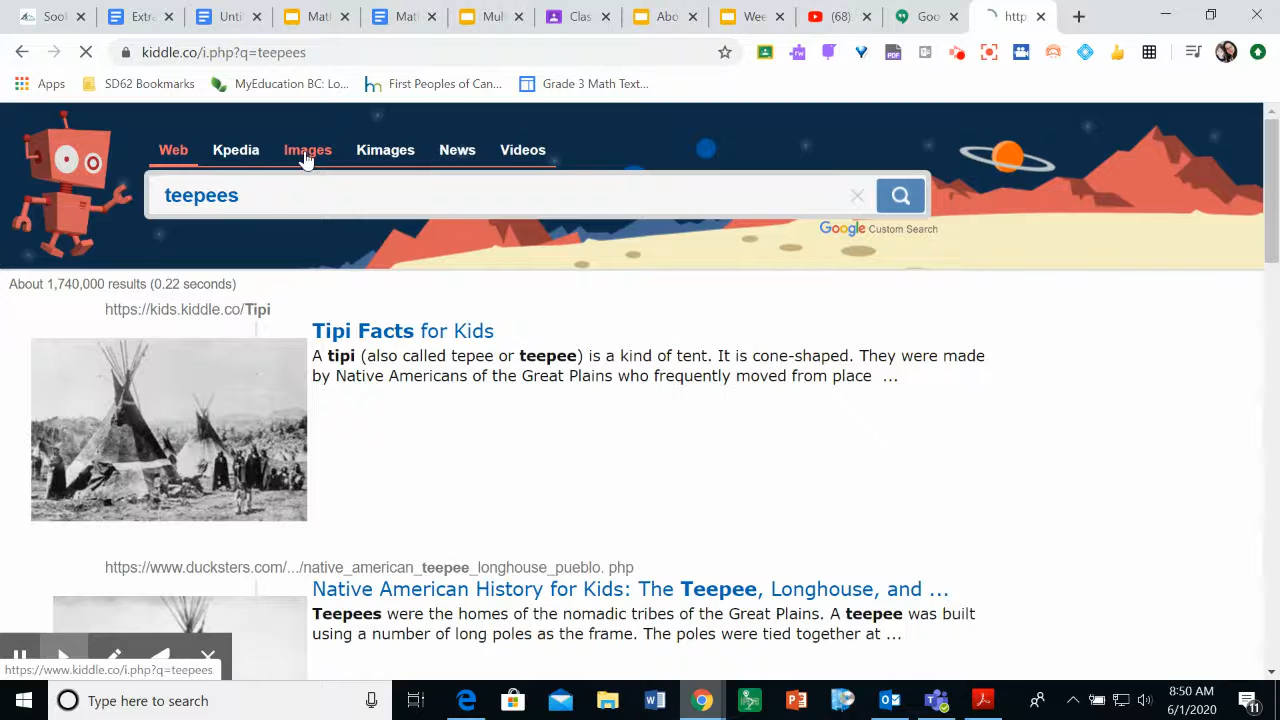 Sool
Extr
Unti
Mat
Mat
Mul
Clas
Abo
Wee
(68)
Goo
http
kiddle.co/i.php?q=teepees
Apps
SD62 Bookmarks
MyEducation BC: Lo...
First Peoples of Can...
Grade 3 Math Text...
Web
Kpedia
Images
Kimages
News
Videos
teepees
Google Custom Search
About 1,740,000 results (0.22 seconds)
https://kids.kiddle.co/Tipi
Tipi Facts for Kids
A tipi (also called tepee or teepee) is a kind of tent. It is cone-shaped. They were made
by Native Americans of the Great Plains who frequently moved from place ...
https://www.ducksters.com/.../native_american_teepee_longhouse_pueblo. php
Native American History for Kids: The Teepee, Longhouse, and ...
Teepees were the homes of the nomadic tribes of the Great Plains. A teepee was built
using a number of long poles as the frame. The poles were tied together at ...
https://www.kiddle.co/i.php?q=teepees
Type here to search
8:50 AM
6/1/2020
11